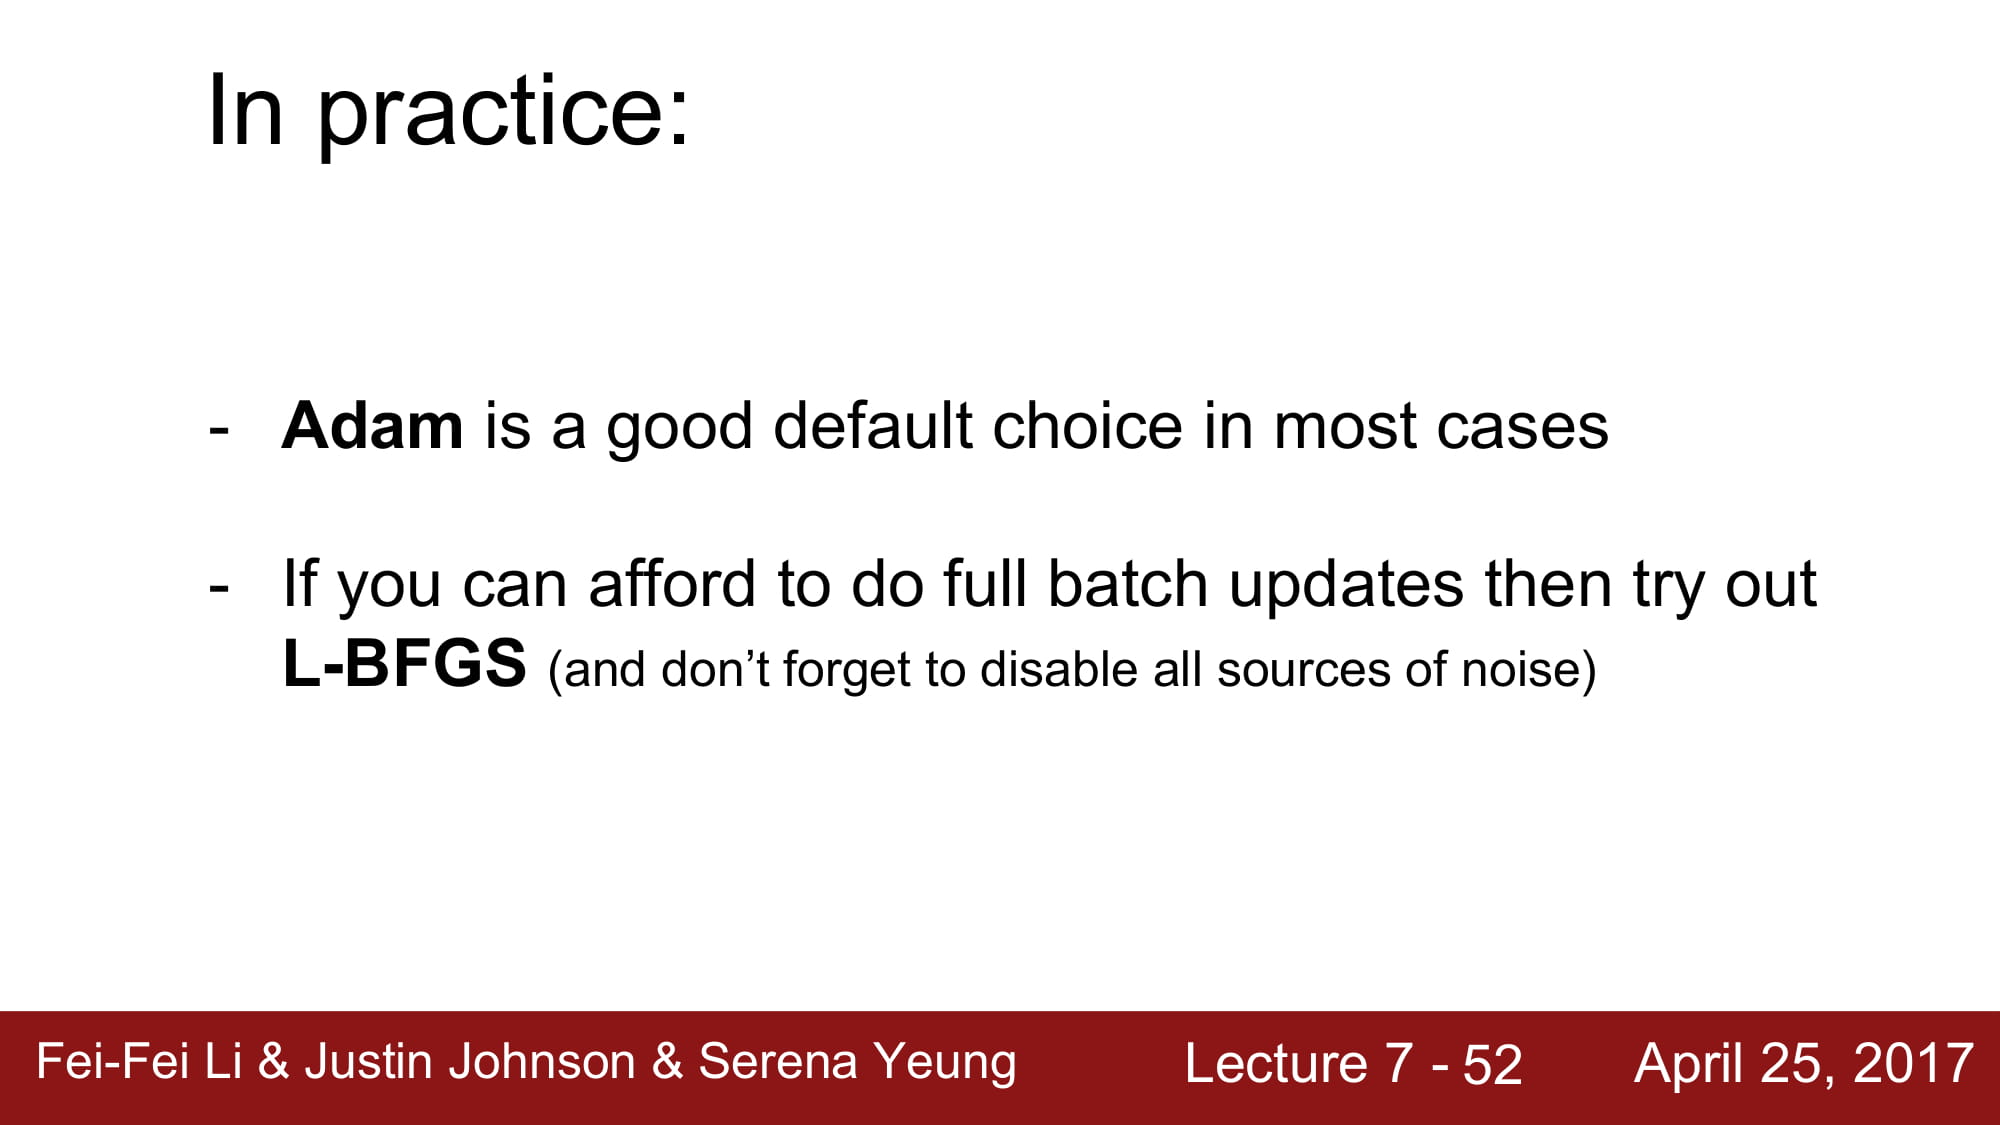 In practice:
- Adam is a good default choice in most cases
- If you can afford to do full batch updates then try out
L-BFGS (and don’t forget to disable all sources of noise)
Fei-Fei Li & Justin Johnson & Serena Yeung Lecture 7 - 52 April 25, 2017